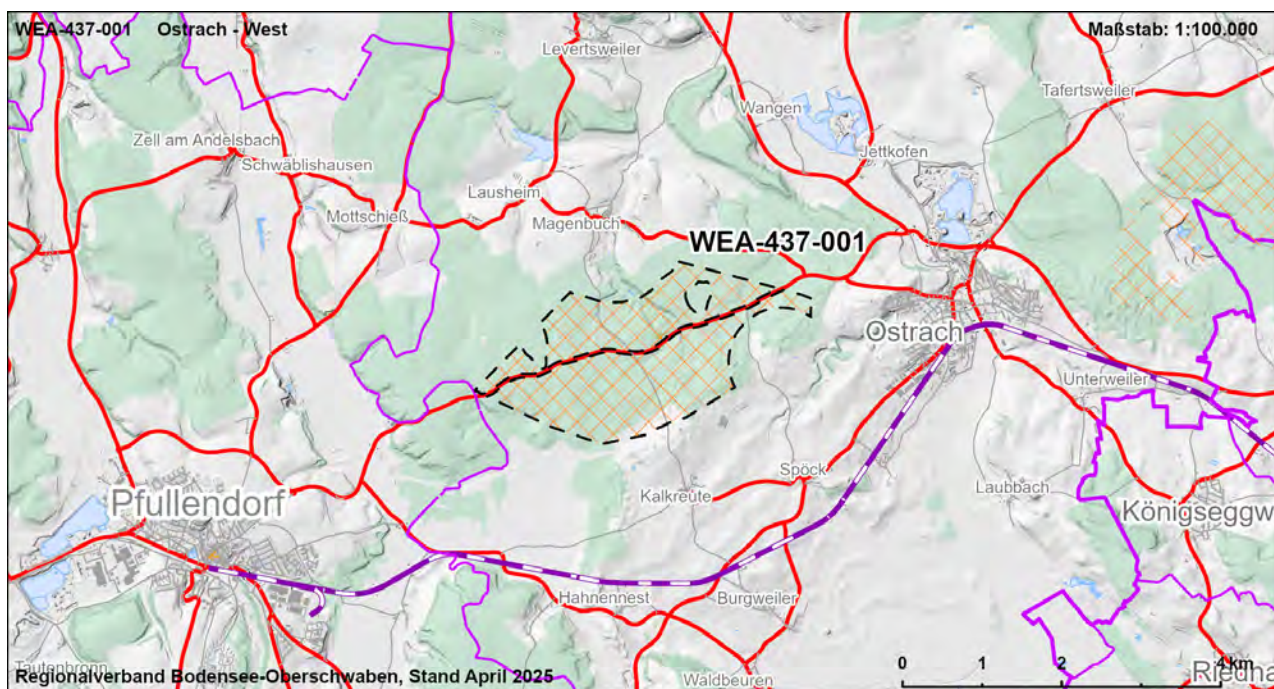 WEA-437-001 Ostrach - West
Maßstab: 1:100.000
Levertsweiler
Tafertsweiler
Wangen
Zell am Andelsbach
Jettkofen
Schwäblishausen
Lausheim
Mottschieß
Magenbuch
WEA-437-001
Ostrach
Unterweiler
Pfullendorf
Spöck
Kalkreute
Laubbach
Königseggw
Hahnennest
Burgweiler
Tautenbronn
Waldbeuren
0 1 2 4 km
Riedha
Regionalverband Bodensee-Oberschwaben, Stand April 2025